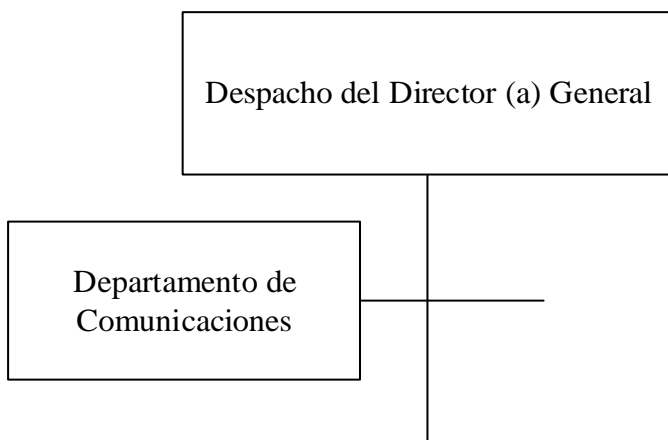 Despacho del Director (a) General
Departamento de
Comunicaciones